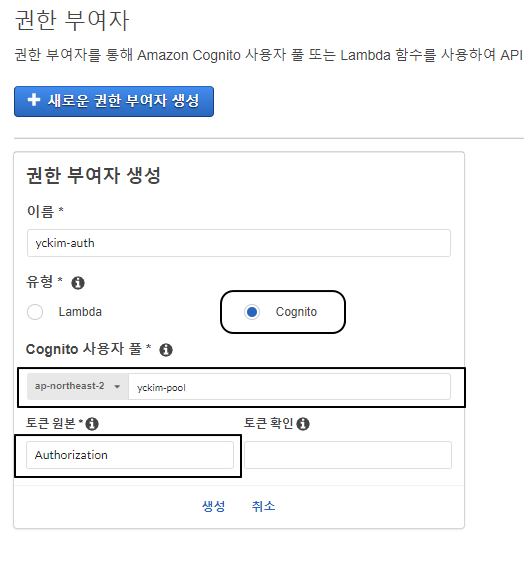 권한 부여자
권한 부여자를 통해 Amazon Cognito 사용자 풀 또는 Lambda 함수를 사용하여 API
+ 새로운 권한 부여자 생성
권한 부여자 생성
이름 *
yckim-auth
유형 *
Lambda Cognito
Cognito 사용자 풀 *
ap-northeast-2 yckim-pool
토큰 원본 * 토큰 확인
Authorization
생성 취소